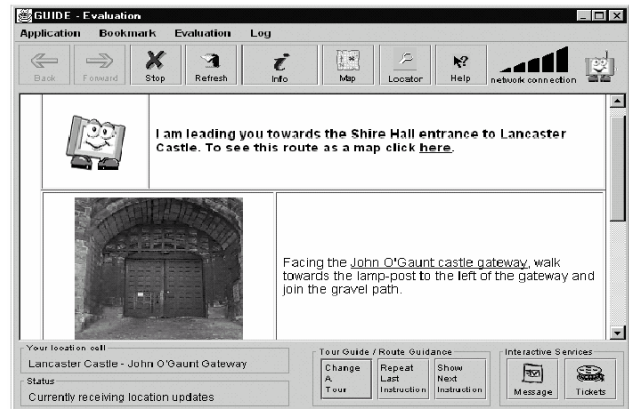 GUIDE - Evaluation
Application Bookmark Evaluation Log
Back Forward Stop Refresh Info Map Locator Help network connection
I am leading you towards the Shire Hall entrance to Lancaster
Castle. To see this route as a map click here.
Facing the John O'Gaunt castle gateway, walk
towards the lamp-post to the left of the gateway and
join the gravel path.
Your location cell
Lancaster Castle - John O'Gaunt Gateway
Status
Currently receiving location updates
Tour Guide / Route Guidance
Change
A
Tour
Repeat
Last
Instruction
Show
Next
Instruction
Interactive Services
Message Tickets